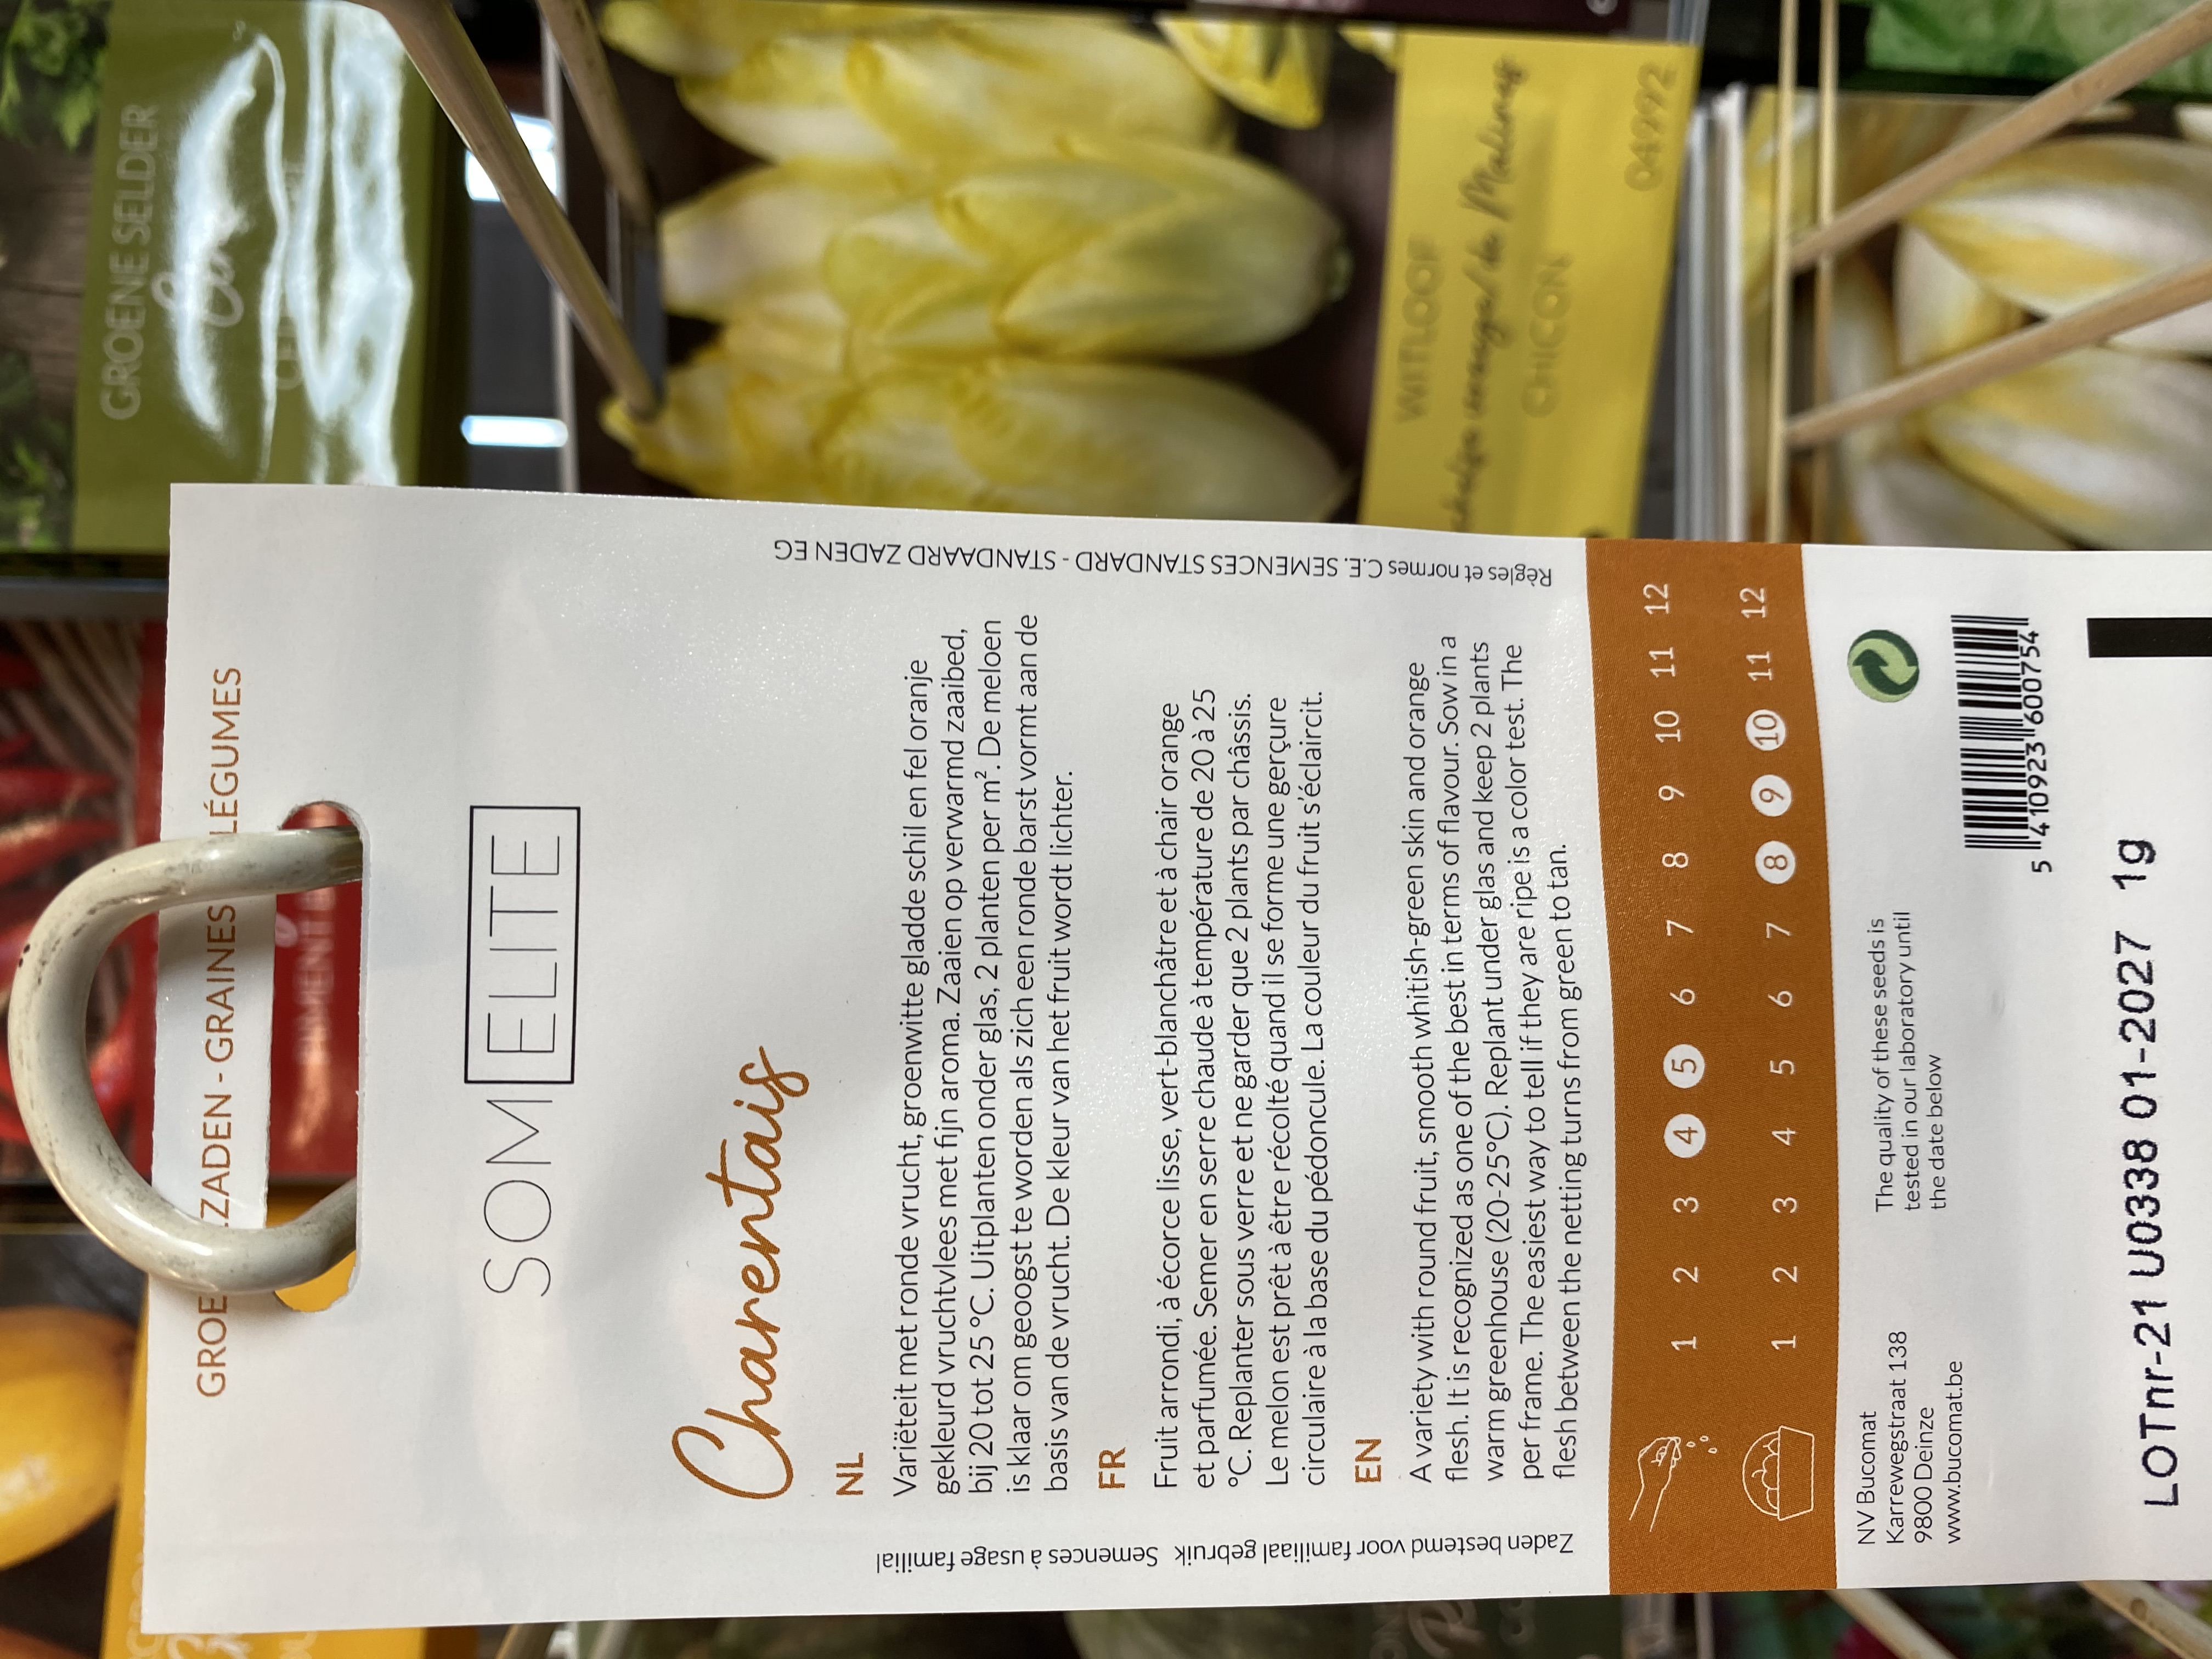 GROE ZADEN - GRAINES LÉGUMES
SOM ELITE
Charentais
NL
Variëteit met ronde vrucht, groenwitte gladde schil en fel oranje
gekleurd vruchtvlees met fijn aroma. Zaaien op verwarmd zaaibed,
bij 20 tot 25 °C. Uitplanten onder glas, 2 planten per m². De meloen
is klaar om geoogst te worden als zich een ronde barst vormt aan de
basis van de vrucht. De kleur van het fruit wordt lichter.
FR
Fruit arrondi, à écorce lisse, vert-blanchâtre et à chair orange
et parfumée. Semer en serre chaude à température de 20 à 25
°C. Replanter sous verre et ne garder que 2 plants par châssis.
Le melon est prêt à être récolté quand il se forme une gerçure
circulaire à la base du pédoncule. La couleur du fruit s'éclaircit.
EN
A variety with round fruit, smooth whitish-green skin and orange
flesh. It is recognized as one of the best in terms of flavour. Sow in a
warm greenhouse (20-25°C). Replant under glass and keep 2 plants
per frame. The easiest way to tell if they are ripe is a color test. The
flesh between the netting turns from green to tan.
Zaden bestemd voor familiaal gebruik Semences à usage familial
Règles et normes C.E. SEMENCES STANDARD - STANDAARD ZADEN EG
1 2 3 4 5 6 7 8 9 10 11 12
1 2 3 4 5 6 7 8 9 10 11 12
NV Bucomat
Karrewegstraat 138
9800 Deinze
www.bucomat.be
The quality of these seeds is
tested in our laboratory until
the date below
5 410923 600754
LOTnr-21 U0338 01-2027 1g
GROENE SELDER
WITLOOF
de Malines
CHICON
04992